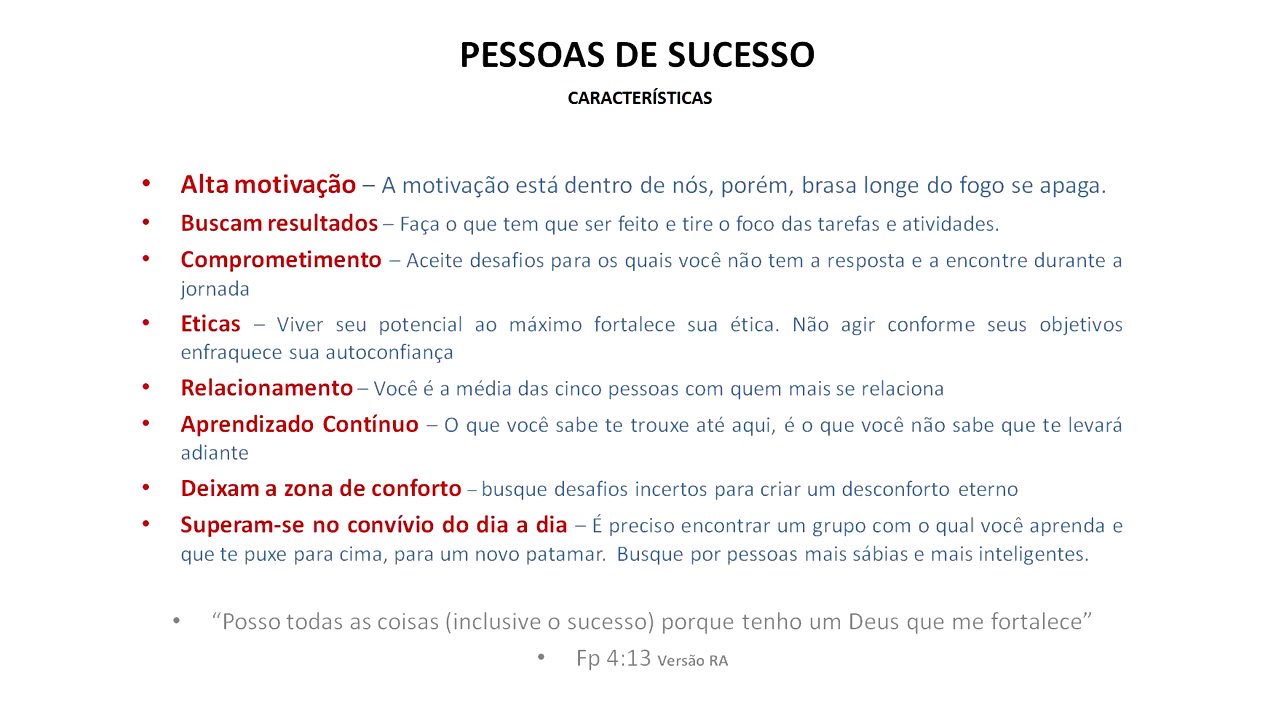 PESSOAS DE SUCESSO
CARACTERÍSTICAS
• Alta motivação – A motivação está dentro de nós, porém, brasa longe do fogo se apaga.
• Buscam resultados – Faça o que tem que ser feito e tire o foco das tarefas e atividades.
• Comprometimento – Aceite desafios para os quais você não tem a resposta e a encontre durante a
jornada
• Eticas – Viver seu potencial ao máximo fortalece sua ética. Não agir conforme seus objetivos
enfraquece sua autoconfiança
• Relacionamento – Você é a média das cinco pessoas com quem mais se relaciona
• Aprendizado Contínuo – O que você sabe te trouxe até aqui, é o que você não sabe que te levará
adiante
• Deixam a zona de conforto – busque desafios incertos para criar um desconforto eterno
• Superam-se no convívio do dia a dia – É preciso encontrar um grupo com o qual você aprenda e
que te puxe para cima, para um novo patamar. Busque por pessoas mais sábias e mais inteligentes.
• “Posso todas as coisas (inclusive o sucesso) porque tenho um Deus que me fortalece”
• Fp 4:13 Versão RA